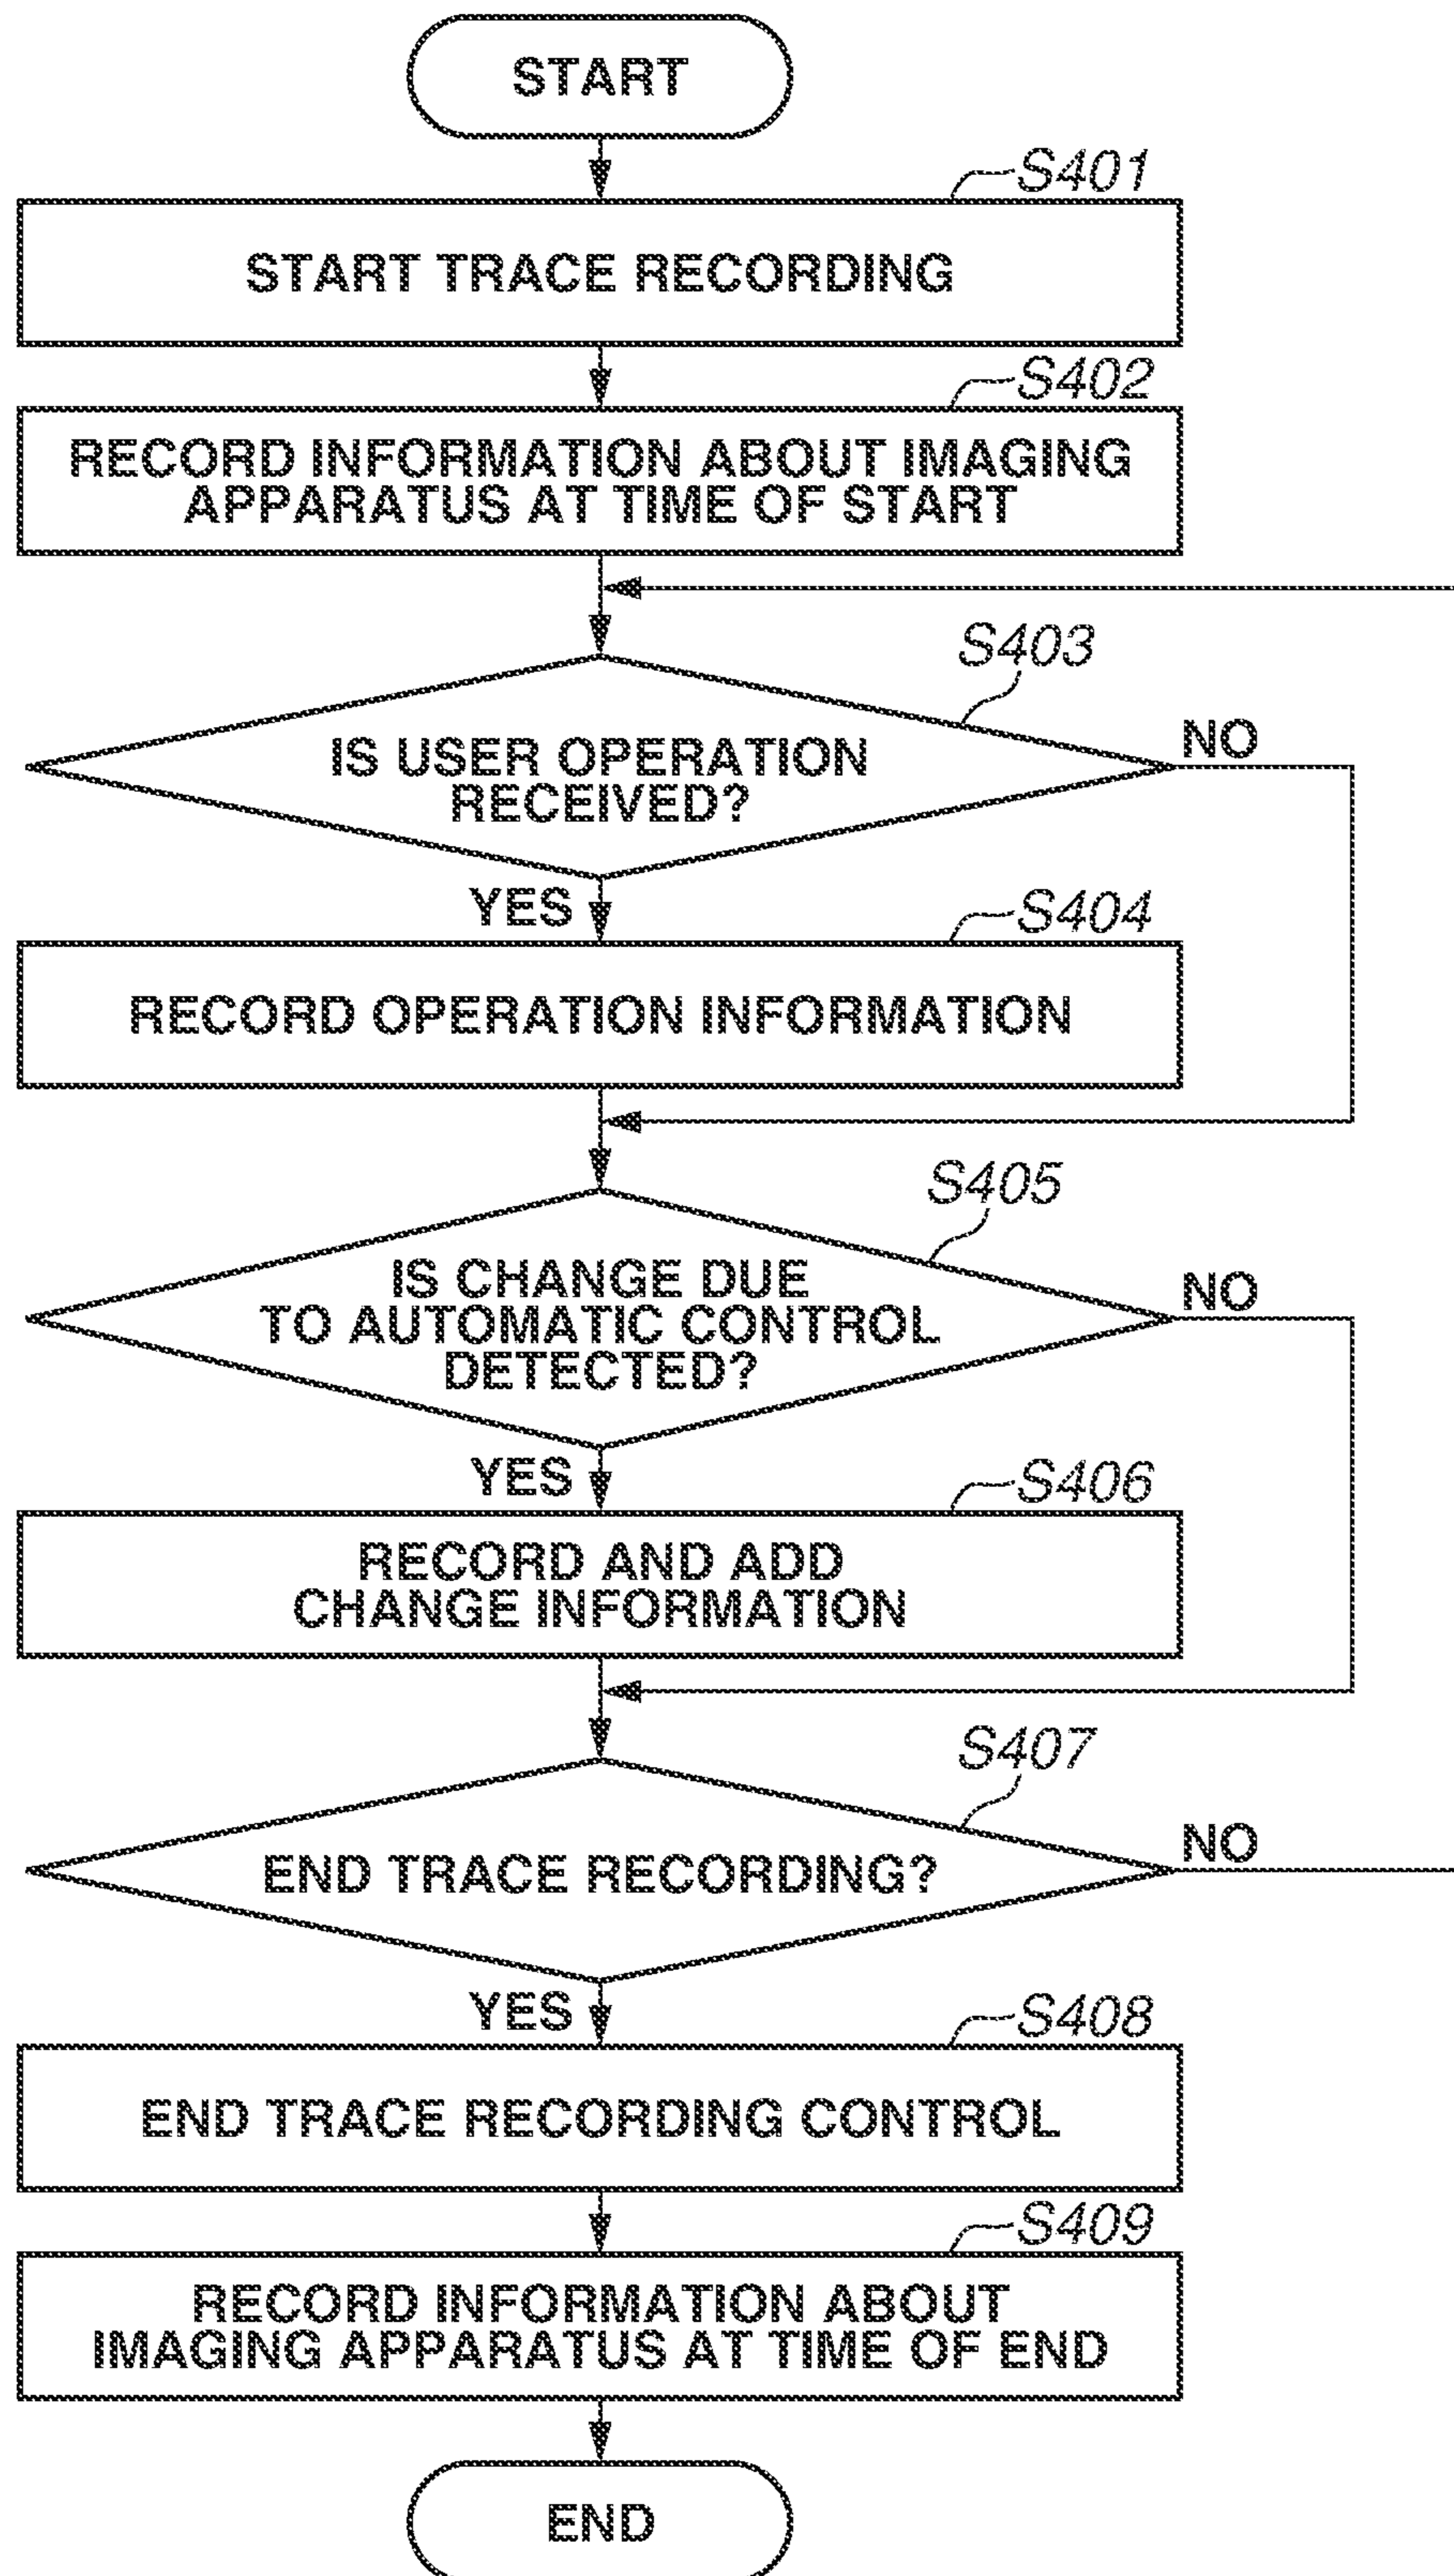 START
S401
START TRACE RECORDING
S402
RECORD INFORMATION ABOUT IMAGING
APPARATUS AT TIME OF START
S403
IS USER OPERATION
RECEIVED?
NO
YES
S404
RECORD OPERATION INFORMATION
S405
IS CHANGE DUE
TO AUTOMATIC CONTROL
DETECTED?
NO
YES
S406
RECORD AND ADD
CHANGE INFORMATION
S407
END TRACE RECORDING?
NO
YES
S408
END TRACE RECORDING CONTROL
S409
RECORD INFORMATION ABOUT
IMAGING APPARATUS AT TIME OF END
END